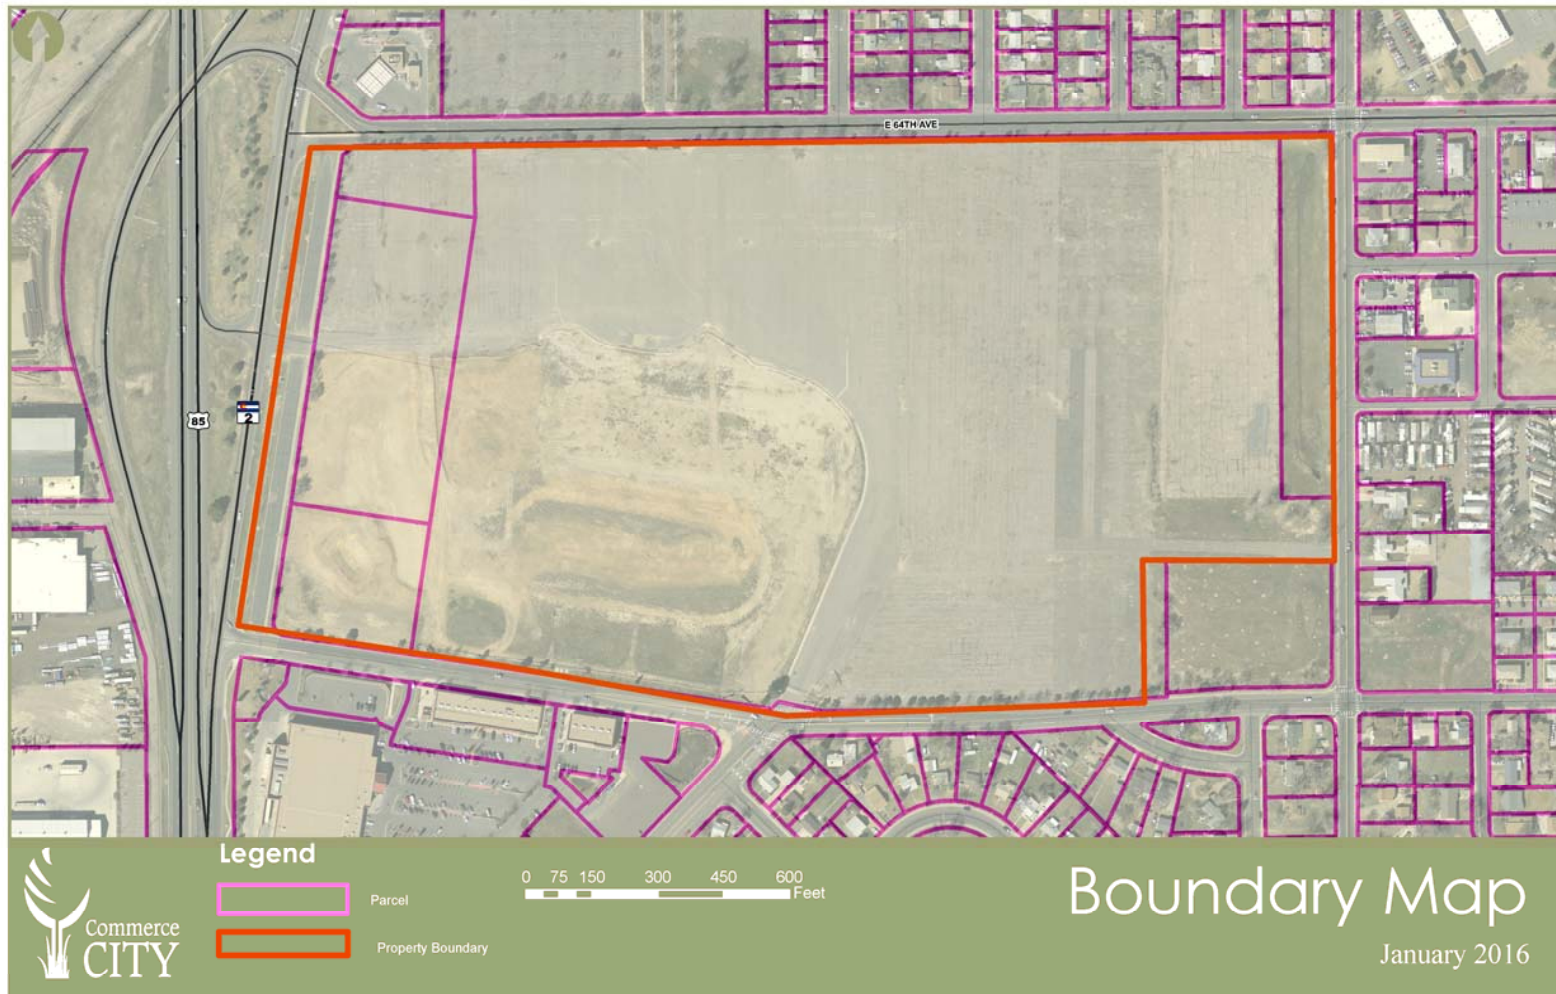 E 64TH AVE
85
2
Legend
Parcel
Property Boundary
0 75 150 300 450 600
Feet
Commerce
CITY
Boundary Map
January 2016